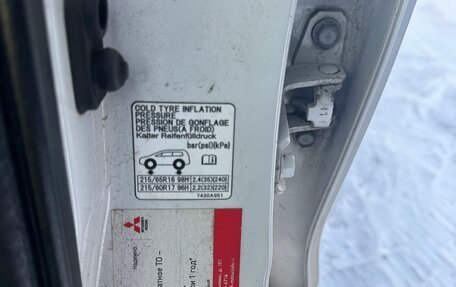 COLD TYRE INFLATION
PRESSURE
PRESSION DE GONFLAGE
DES PNEUS(A FROID)
Kalter Reifenfülldruck
bar(psi)(kPa)
215/65R16 98H 2,4(35)(240)
215/60R17 96H 2,2(32)(220)
7430A951